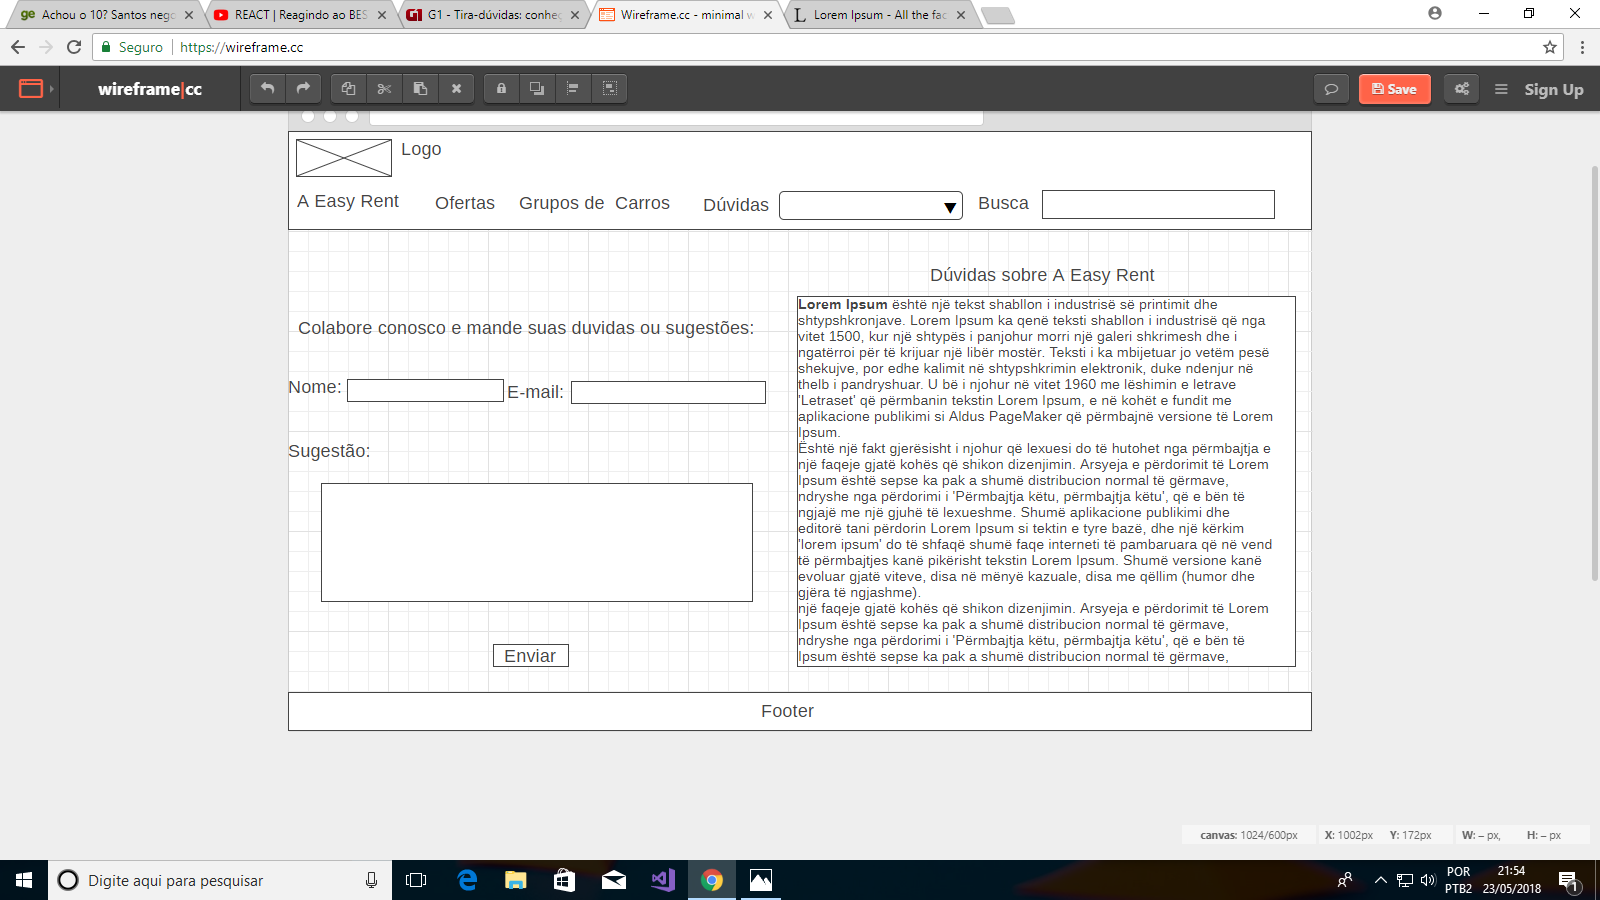 Achou o 10? Santos nego
REACT | Reagindo ao BES
G1 - Tira-dúvidas: conheç
Wireframe.cc - minimal w
Lorem Ipsum - All the fac
Seguro
https://wireframe.cc
wireframe|cc
Save
Sign Up
Logo
A Easy Rent
Ofertas
Grupos de Carros
Dúvidas
Busca
Dúvidas sobre A Easy Rent
Colabore conosco e mande suas duvidas ou sugestões:
Nome:
E-mail:
Sugestão:
Enviar
Lorem Ipsum është një tekst shabllon i industrisë së printimit dhe
shtypshkronjave. Lorem Ipsum ka qenë teksti shabllon i industrisë që nga
vitet 1500, kur një shtypës i panjohur morri një galeri shkrimesh dhe i
ngatërroi për të krijuar një libër mostër. Teksti i ka mbijetuar jo vetëm pesë
shekujve, por edhe kalimit në shtypshkrimin elektronik, duke ndenjur në
thelb i pandryshuar. U bë i njohur në vitet 1960 me lëshimin e letrave
'Letraset' që përmbanin tekstin Lorem Ipsum, e në kohët e fundit me
aplikacione publikimi si Aldus PageMaker që përmbajnë versione të Lorem
Ipsum.
Është një fakt gjerësisht i njohur që lexuesi do të hutohet nga përmbajtja e
një faqeje gjatë kohës që shikon dizenjimin. Arsyeja e përdorimit të Lorem
Ipsum është sepse ka pak a shumë distribucion normal të gërmave,
ndryshe nga përdorimi i 'Përmbajtja këtu, përmbajtja këtu', që e bën të
ngjajë me një gjuhë të lexueshme. Shumë aplikacione publikimi dhe
editorë tani përdorin Lorem Ipsum si tektin e tyre bazë, dhe një kërkim
'lorem ipsum' do të shfaqë shumë faqe interneti të pambaruara që në vend
të përmbajtjes kanë pikërisht tekstin Lorem Ipsum. Shumë versione kanë
evoluar gjatë viteve, disa në mënyë kazuale, disa me qëllim (humor dhe
gjëra të ngjashme).
një faqeje gjatë kohës që shikon dizenjimin. Arsyeja e përdorimit të Lorem
Ipsum është sepse ka pak a shumë distribucion normal të gërmave,
ndryshe nga përdorimi i 'Përmbajtja këtu, përmbajtja këtu', që e bën të
Ipsum është sepse ka pak a shumë distribucion normal të gërmave,
Footer
canvas: 1024/600px
X: 1002px
Y: 172px
W: – px,
H: – px
Digite aqui para pesquisar
POR
PTB2
21:54
23/05/2018
1